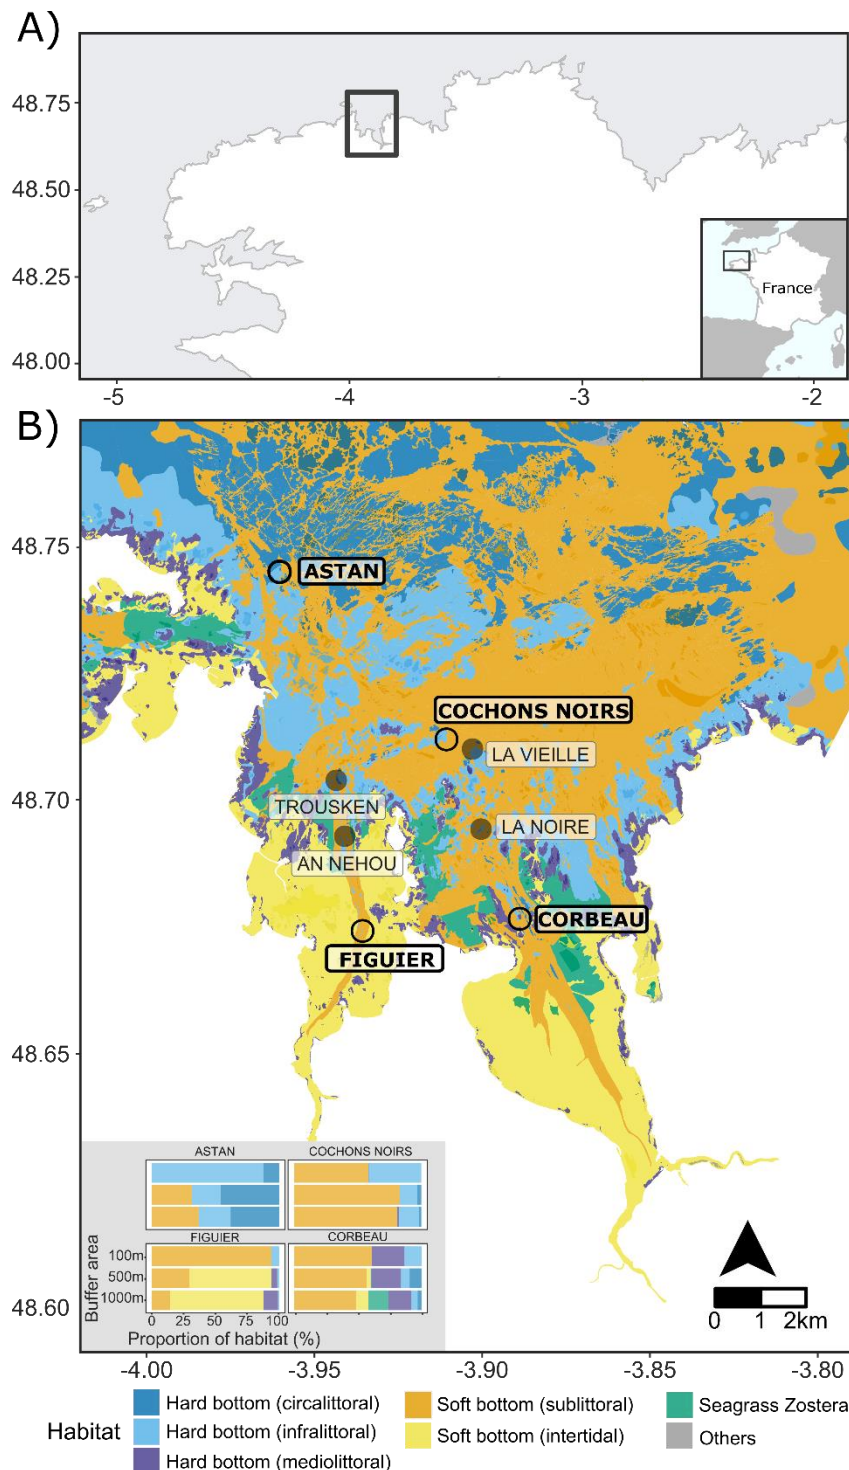 A)
48.75
48.50
48.25
48.00
France
-5
-4
-3
-2
B)
48.75
48.70
48.65
48.60
ASTAN
COCHONS NOIRS
LA VIEILLE
TROUSKEN
LA NOIRE
AN NEHOU
CORBEAU
FIGUIER
ASTAN
COCHONS NOIRS
FIGUIER
CORBEAU
Buffer area
100m
500m
1000m
0 25 50 75 100
Proportion of habitat (%)
0 1 2km
-4.00
-3.95
-3.90
-3.85
-3.80
Habitat
Hard bottom (circalittoral)
Hard bottom (infralittoral)
Hard bottom (mediolittoral)
Soft bottom (sublittoral)
Soft bottom (intertidal)
Seagrass Zostera
Others